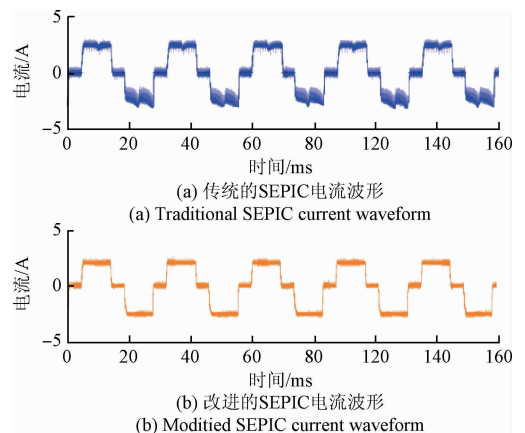 5
0
−5
电流/A
0 20 40 60 80 100 120 140 160
时间/ms
(a) 传统的SEPIC电流波形
(a) Traditional SEPIC current waveform
5
0
−5
电流/A
0 20 40 60 80 100 120 140 160
时间/ms
(b) 改进的SEPIC电流波形
(b) Moditied SEPIC current waveform